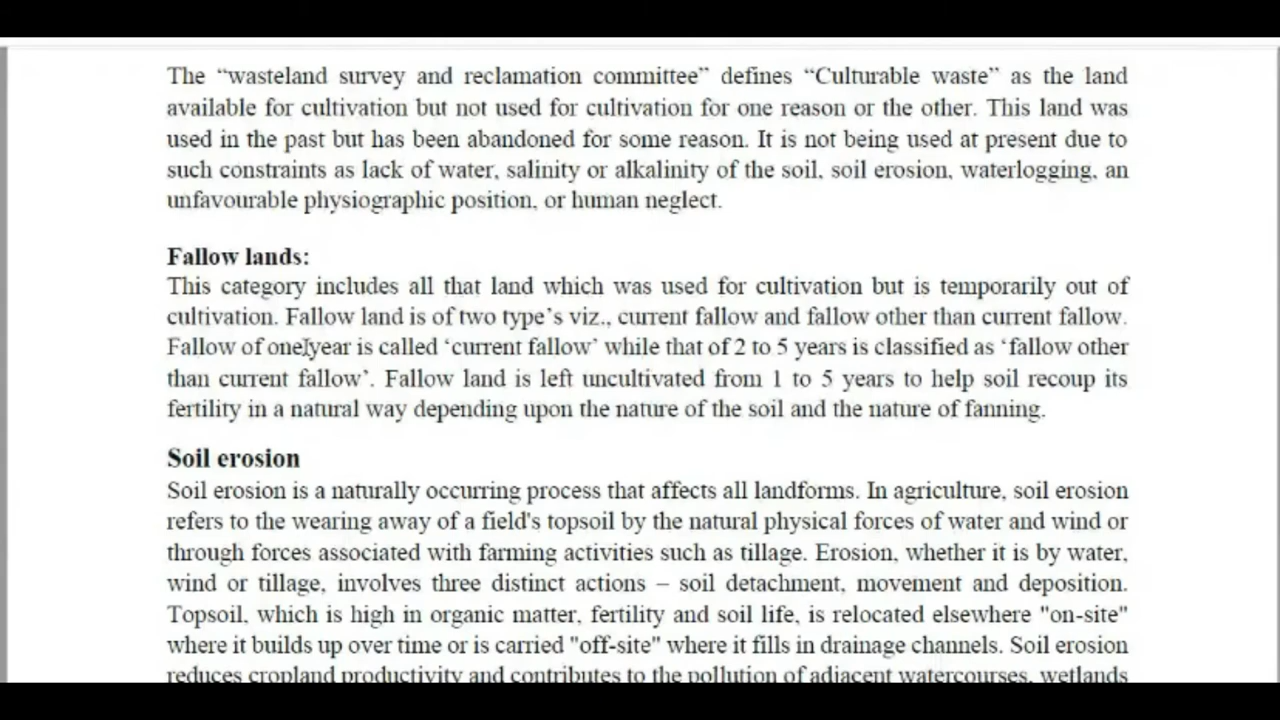 The “wasteland survey and reclamation committee” defines “Culturable waste” as the land
available for cultivation but not used for cultivation for one reason or the other. This land was
used in the past but has been abandoned for some reason. It is not being used at present due to
such constraints as lack of water, salinity or alkalinity of the soil, soil erosion, waterlogging, an
unfavourable physiographic position, or human neglect.
Fallow lands:
This category includes all that land which was used for cultivation but is temporarily out of
cultivation. Fallow land is of two type’s viz., current fallow and fallow other than current fallow.
Fallow of one year is called ‘current fallow’ while that of 2 to 5 years is classified as ‘fallow other
than current fallow’. Fallow land is left uncultivated from 1 to 5 years to help soil recoup its
fertility in a natural way depending upon the nature of the soil and the nature of fanning.
Soil erosion
Soil erosion is a naturally occurring process that affects all landforms. In agriculture, soil erosion
refers to the wearing away of a field's topsoil by the natural physical forces of water and wind or
through forces associated with farming activities such as tillage. Erosion, whether it is by water,
wind or tillage, involves three distinct actions – soil detachment, movement and deposition.
Topsoil, which is high in organic matter, fertility and soil life, is relocated elsewhere "on-site"
where it builds up over time or is carried "off-site" where it fills in drainage channels. Soil erosion
reduces cropland productivity and contributes to the pollution of adjacent watercourses, wetlands